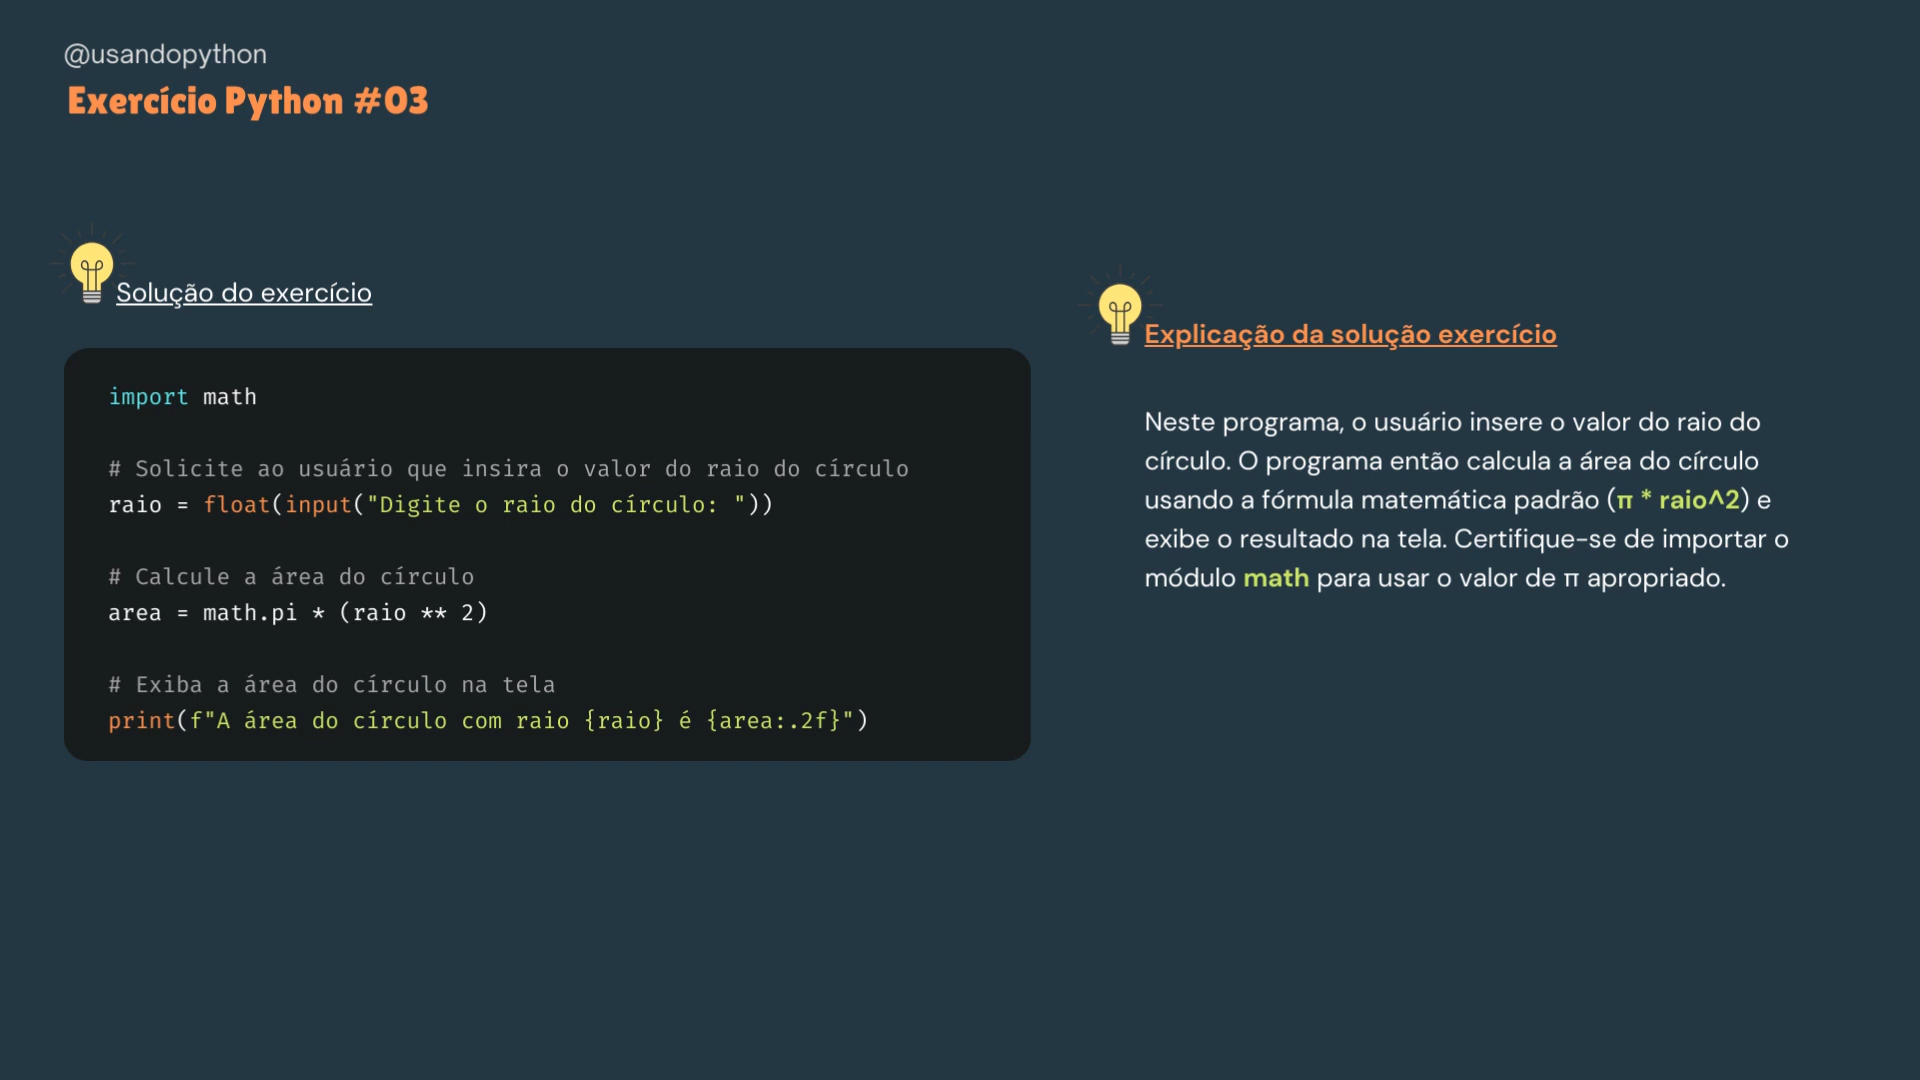 @usandopython
Exercício Python #03
Solução do exercício
import math
# Solicite ao usuário que insira o valor do raio do círculo
raio = float(input("Digite o raio do círculo: "))
# Calcule a área do círculo
area = math.pi * (raio ** 2)
# Exiba a área do círculo na tela
print(f"A área do círculo com raio {raio} é {area:.2f}")
Explicação da solução exercício
Neste programa, o usuário insere o valor do raio do
círculo. O programa então calcula a área do círculo
usando a fórmula matemática padrão (π * raio^2) e
exibe o resultado na tela. Certifique-se de importar o
módulo math para usar o valor de π apropriado.